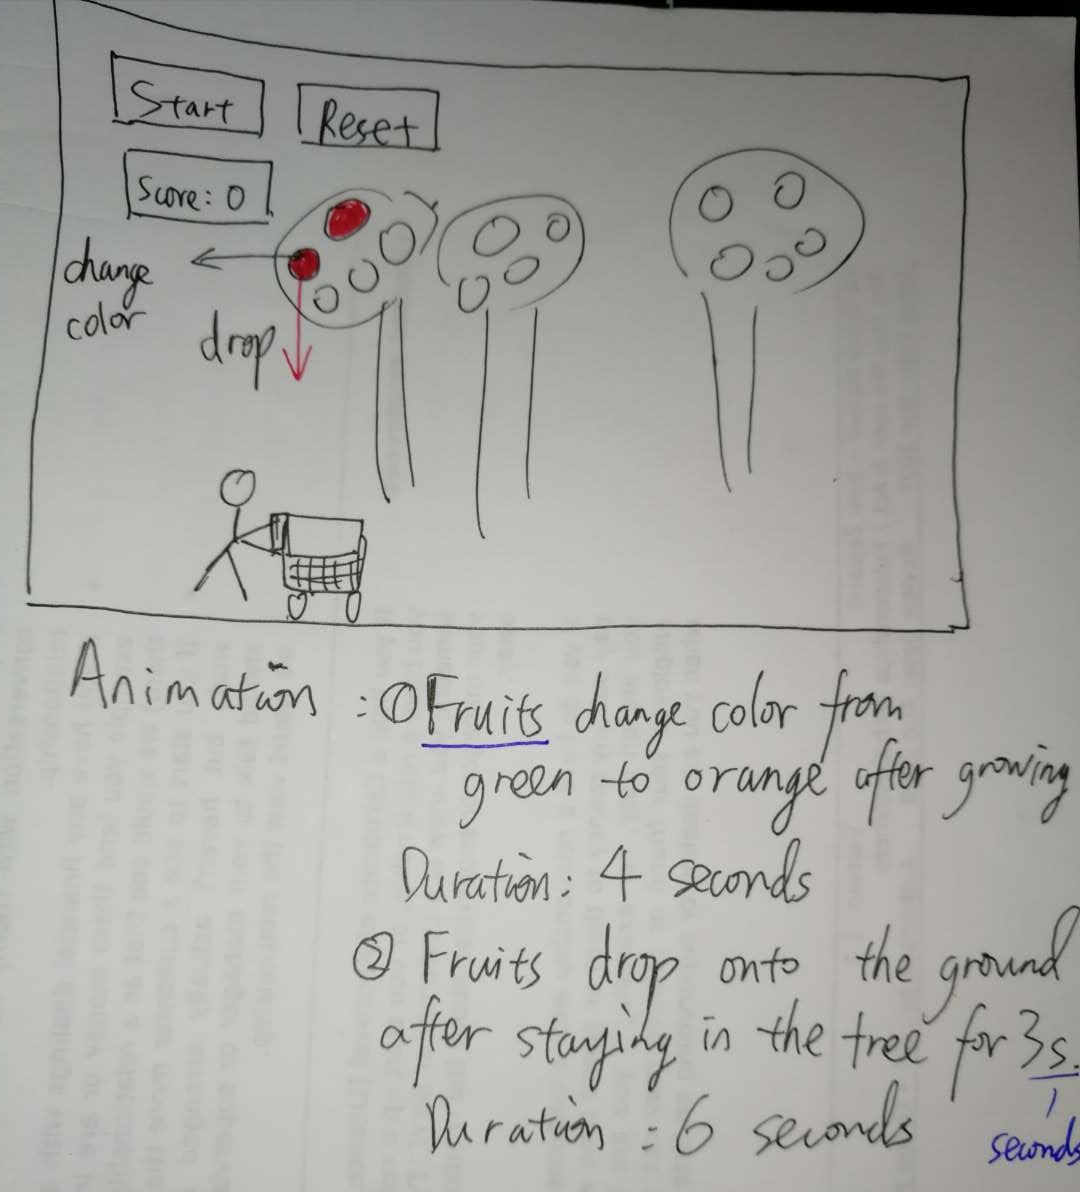 Start
Reset
Score: 0
change
color
drop
Animation : ① Fruits change color from
green to orange after growing
Duration: 4 seconds
② Fruits drop onto the ground
after staying in the tree for 3s.
seconds
Duration : 6 seconds